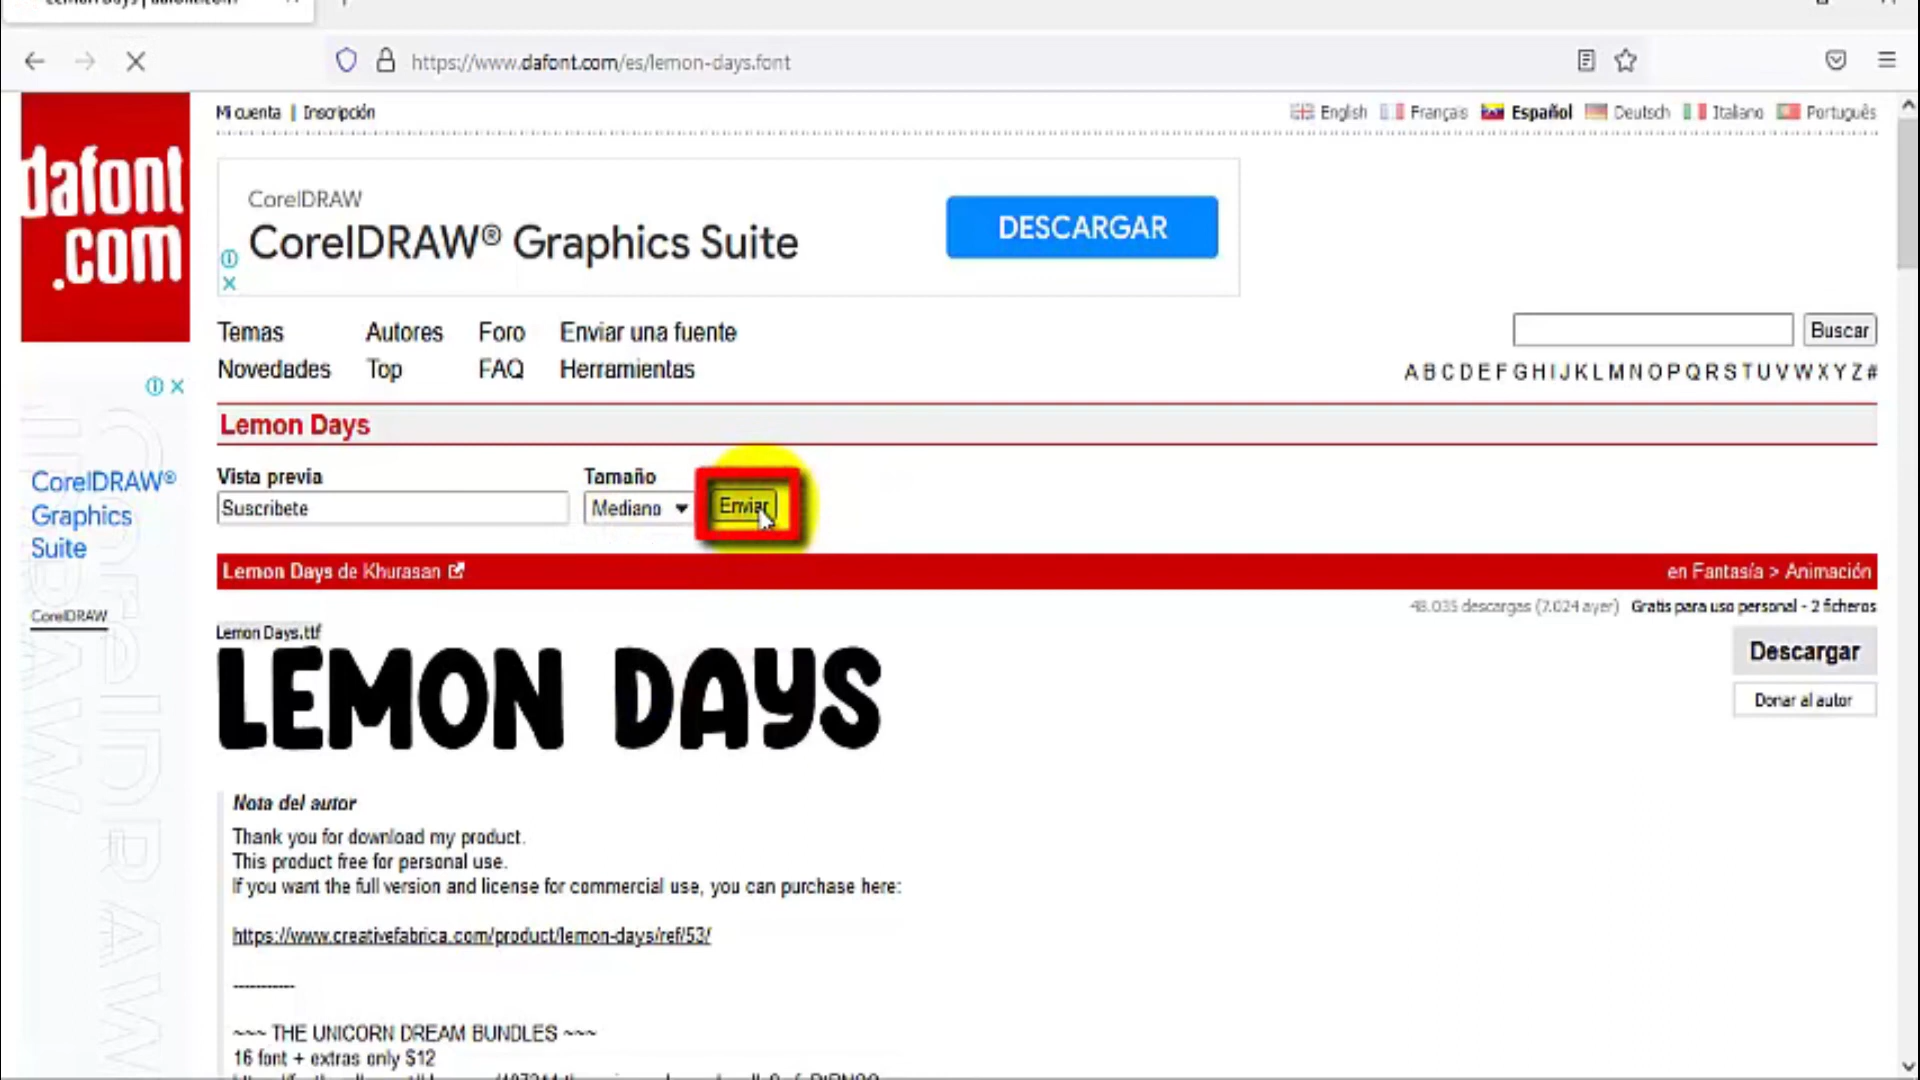 https://www.dafont.com/es/lemon-days.font
Mi cuenta | Inscripción
English Français Español Deutsch Italiano Português
dafont
.com
CorelDRAW
CorelDRAW® Graphics Suite
DESCARGAR
Temas Autores Foro Enviar una fuente
Buscar
Novedades Top FAQ Herramientas
A B C D E F G H I J K L M N O P Q R S T U V W X Y Z #
Lemon Days
Vista previa Tamaño
Suscribete Mediano Enviar
CorelDRAW®
Graphics
Suite
CorelDRAW
Lemon Days de Khurasan
en Fantasía > Animación
48.035 descargas (7.024 ayer) Gratis para uso personal - 2 ficheros
Lemon Days.ttf
Descargar
LEMON DAYS
Donar al autor
Nota del autor
Thank you for download my product.
This product free for personal use.
If you want the full version and license for commercial use, you can purchase here:
https://www.creativefabrica.com/product/lemon-days/ref/53/
-----------
~~~ THE UNICORN DREAM BUNDLES ~~~
16 font + extras only $12